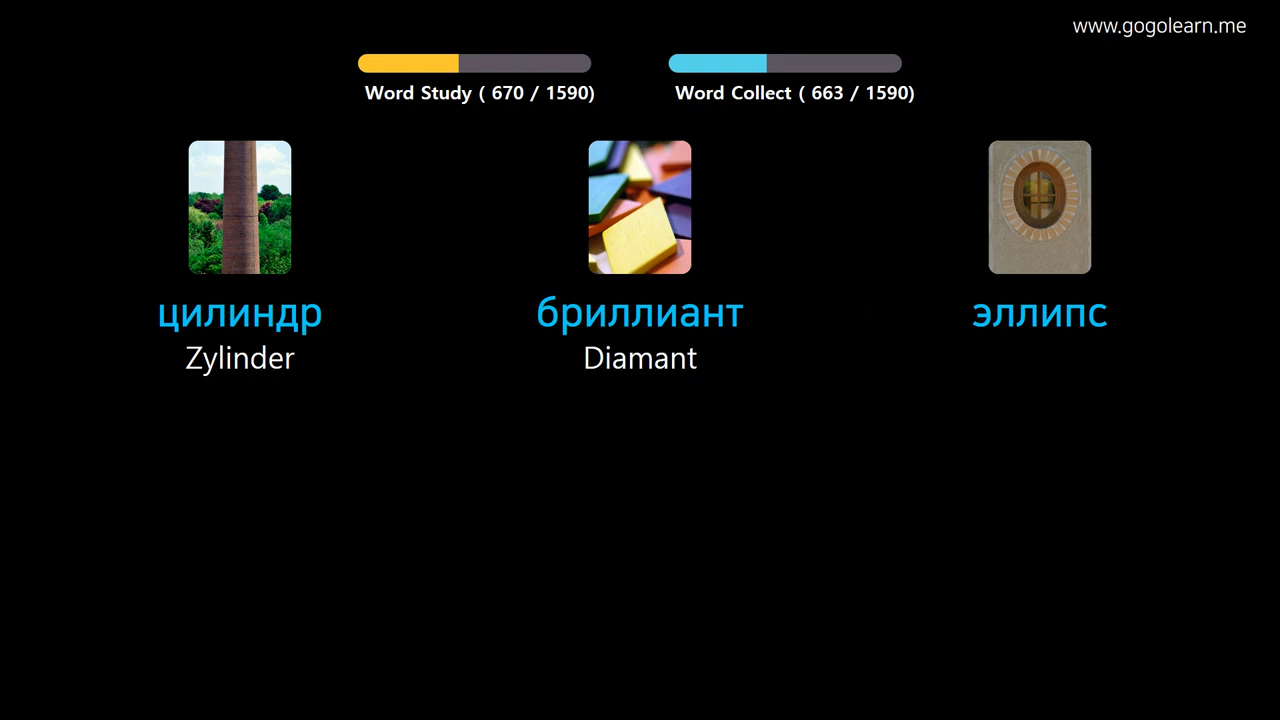 www.gogolearn.me
Word Study ( 670 / 1590)
Word Collect ( 663 / 1590)
цилиндр
бриллиант
эллипс
Zylinder
Diamant